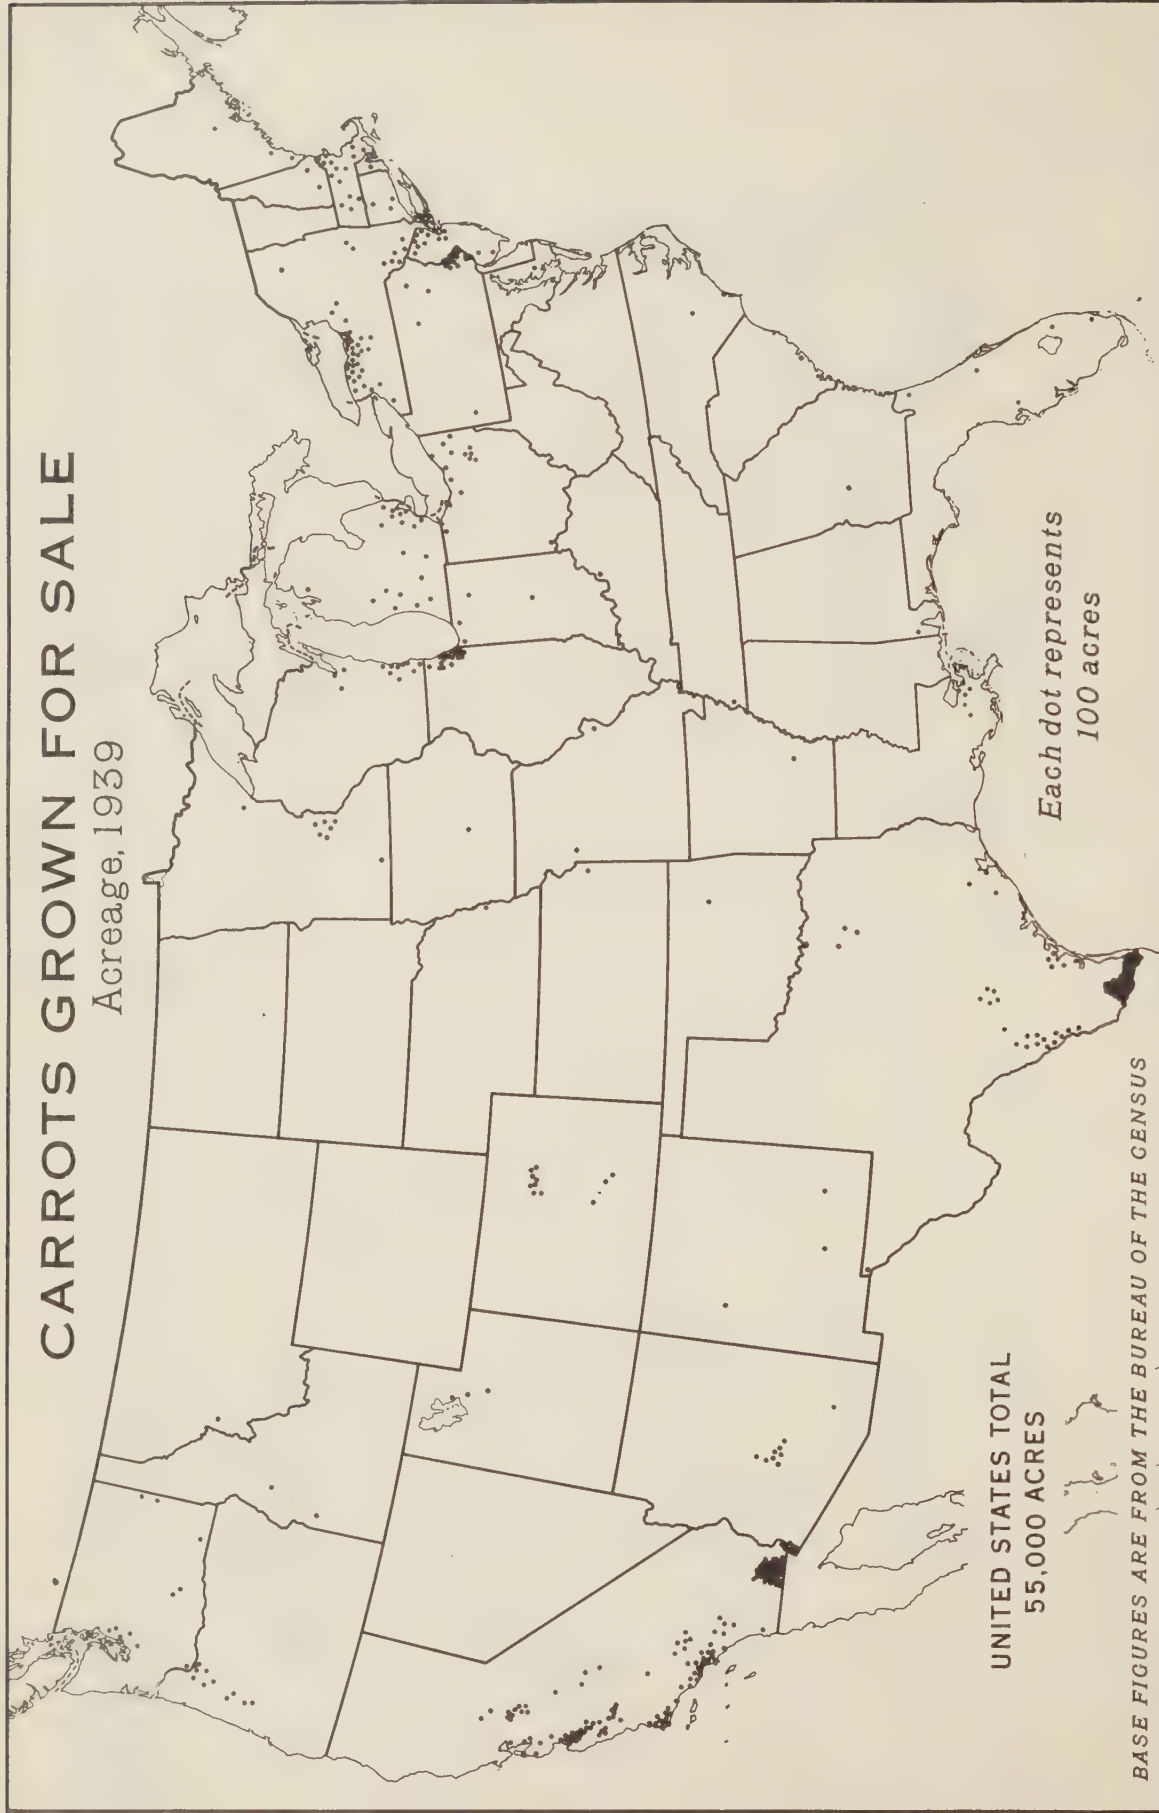 CARROTS GROWN FOR SALE
Acreage, 1939
Each dot represents
100 acres
UNITED STATES TOTAL
55,000 ACRES
BASE FIGURES ARE FROM THE BUREAU OF THE CENSUS